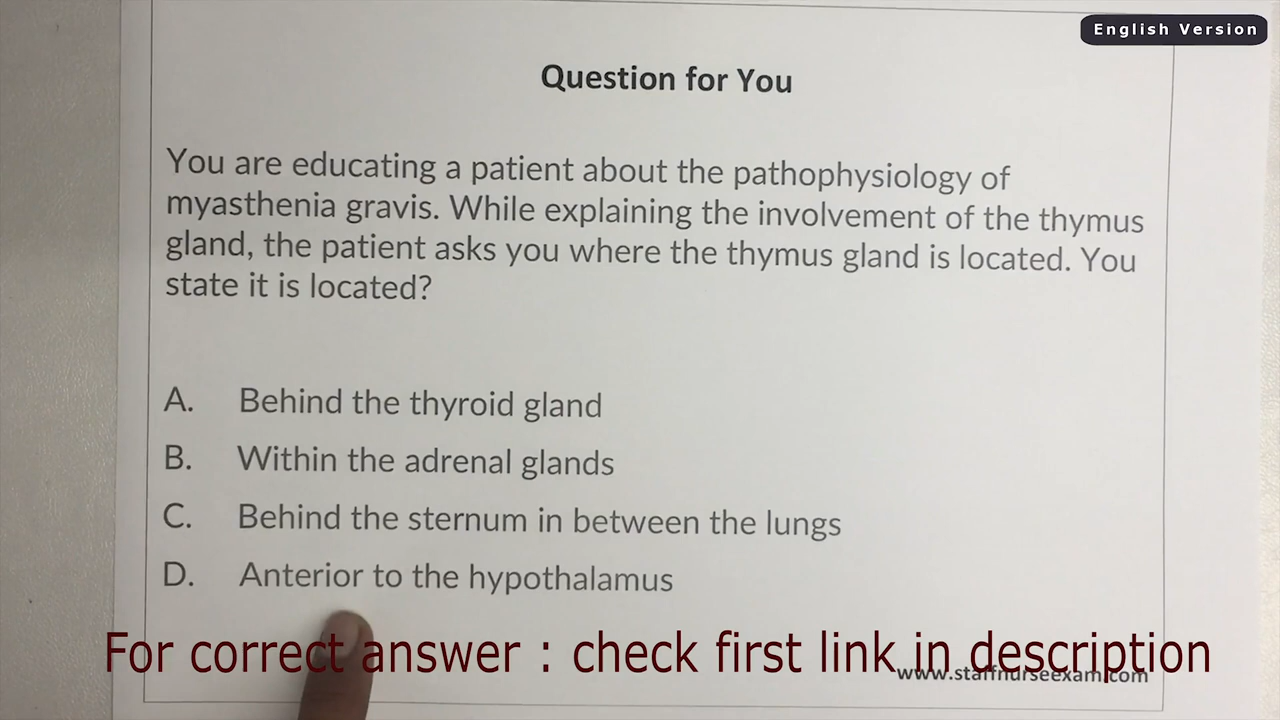 English Version
Question for You
You are educating a patient about the pathophysiology of
myasthenia gravis. While explaining the involvement of the thymus
gland, the patient asks you where the thymus gland is located. You
state it is located?
A. Behind the thyroid gland
B. Within the adrenal glands
C. Behind the sternum in between the lungs
D. Anterior to the hypothalamus
For correct answer : check first link in description
www.staffnurseexam.com